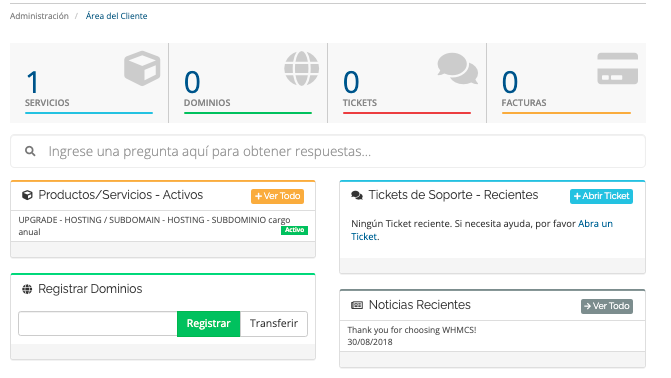 Administración / Área del Cliente
1
SERVICIOS
0
DOMINIOS
0
TICKETS
0
FACTURAS
Ingrese una pregunta aquí para obtener respuestas...
Productos/Servicios - Activos
+ Ver Todo
UPGRADE - HOSTING / SUBDOMAIN - HOSTING - SUBDOMINIO cargo
anual
Activo
Registrar Dominios
Registrar
Transferir
Tickets de Soporte - Recientes
+ Abrir Ticket
Ningún Ticket reciente. Si necesita ayuda, por favor Abra un
Ticket.
Noticias Recientes
→ Ver Todo
Thank you for choosing WHMCS!
30/08/2018